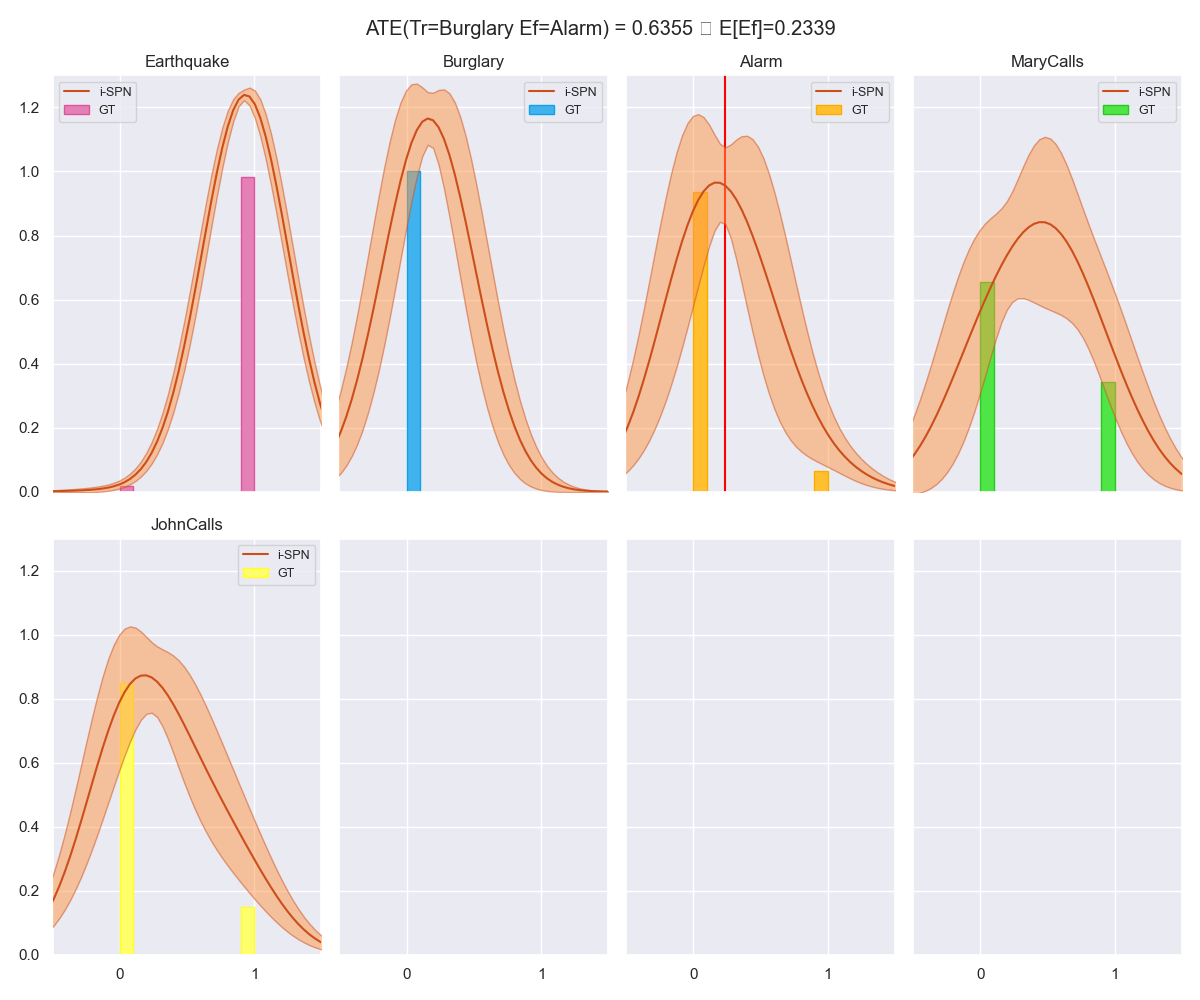 ATE(Tr=Burglary Ef=Alarm) = 0.6355 ▯ E[Ef]=0.2339
Earthquake
Burglary
Alarm
MaryCalls
i-SPN
GT
i-SPN
GT
i-SPN
GT
i-SPN
GT
1.2
1.0
0.8
0.6
0.4
0.2
0.0
JohnCalls
i-SPN
GT
1.2
1.0
0.8
0.6
0.4
0.2
0.0
0 1
0 1
0 1
0 1